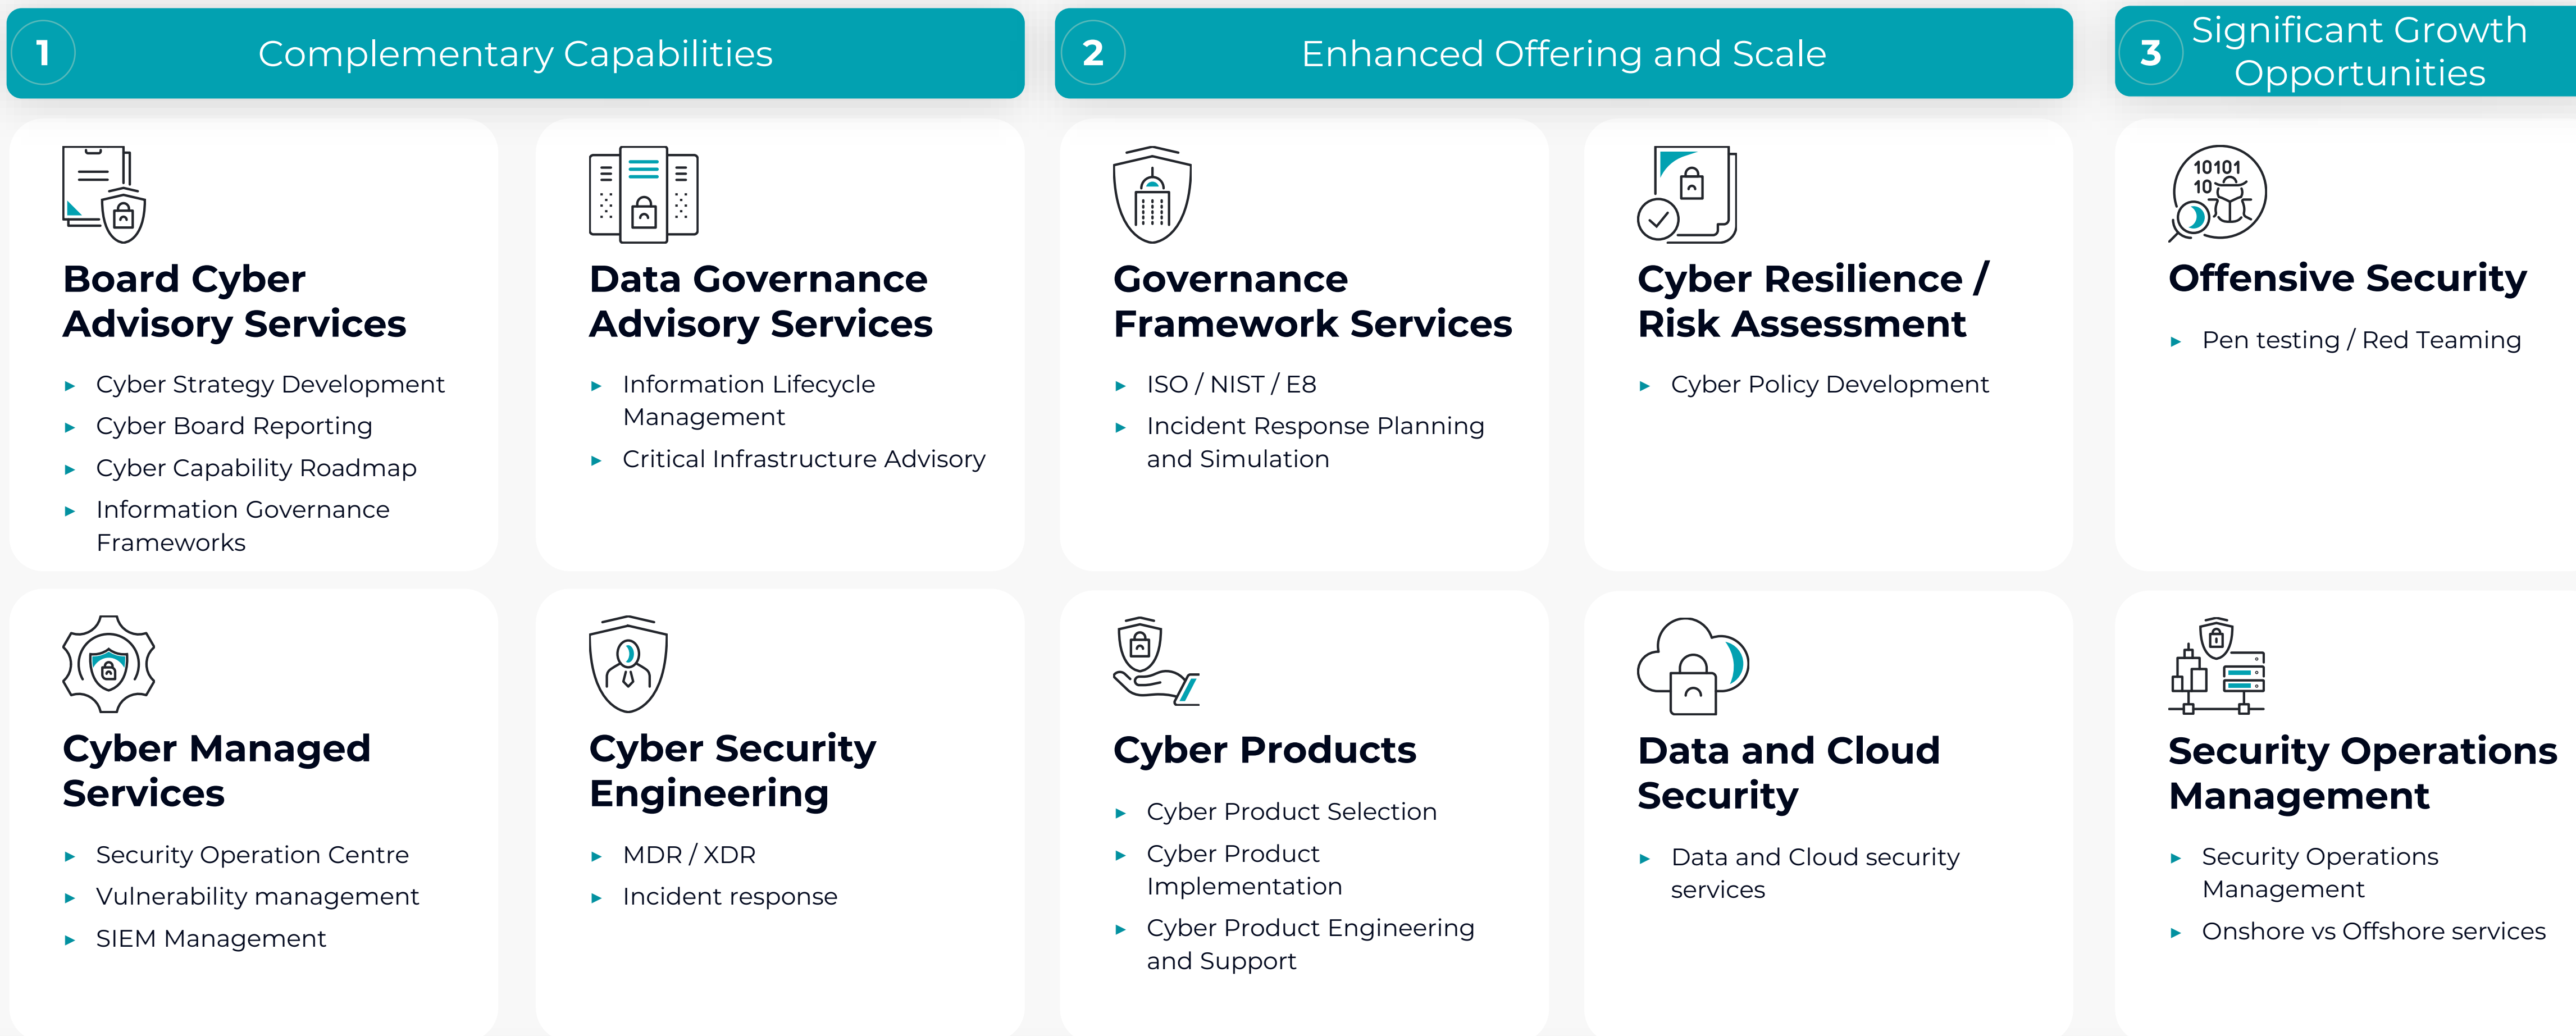 1
Complementary Capabilities
2
Enhanced Offering and Scale
3
Significant Growth
Opportunities
Board Cyber
Advisory Services
▸ Cyber Strategy Development
▸ Cyber Board Reporting
▸ Cyber Capability Roadmap
▸ Information Governance
Frameworks
Data Governance
Advisory Services
▸ Information Lifecycle
Management
▸ Critical Infrastructure Advisory
Governance
Framework Services
▸ ISO / NIST / E8
▸ Incident Response Planning
and Simulation
Cyber Resilience /
Risk Assessment
▸ Cyber Policy Development
10101
10
Offensive Security
▸ Pen testing / Red Teaming
Cyber Managed
Services
▸ Security Operation Centre
▸ Vulnerability management
▸ SIEM Management
Cyber Security
Engineering
▸ MDR / XDR
▸ Incident response
Cyber Products
▸ Cyber Product Selection
▸ Cyber Product
Implementation
▸ Cyber Product Engineering
and Support
Data and Cloud
Security
▸ Data and Cloud security
services
Security Operations
Management
▸ Security Operations
Management
▸ Onshore vs Offshore services